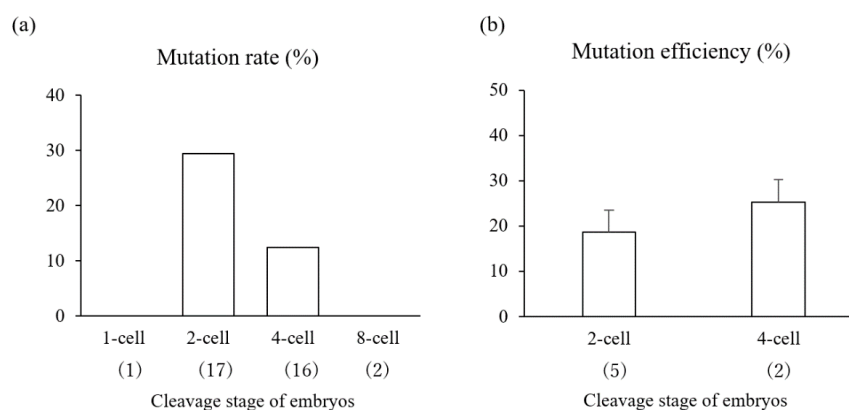 (a)
Mutation rate (%)
40
30
20
10
0
1-cell 2-cell 4-cell 8-cell
(1) (17) (16) (2)
Cleavage stage of embryos
(b)
Mutation efficiency (%)
50
40
30
20
10
0
2-cell 4-cell
(5) (2)
Cleavage stage of embryos